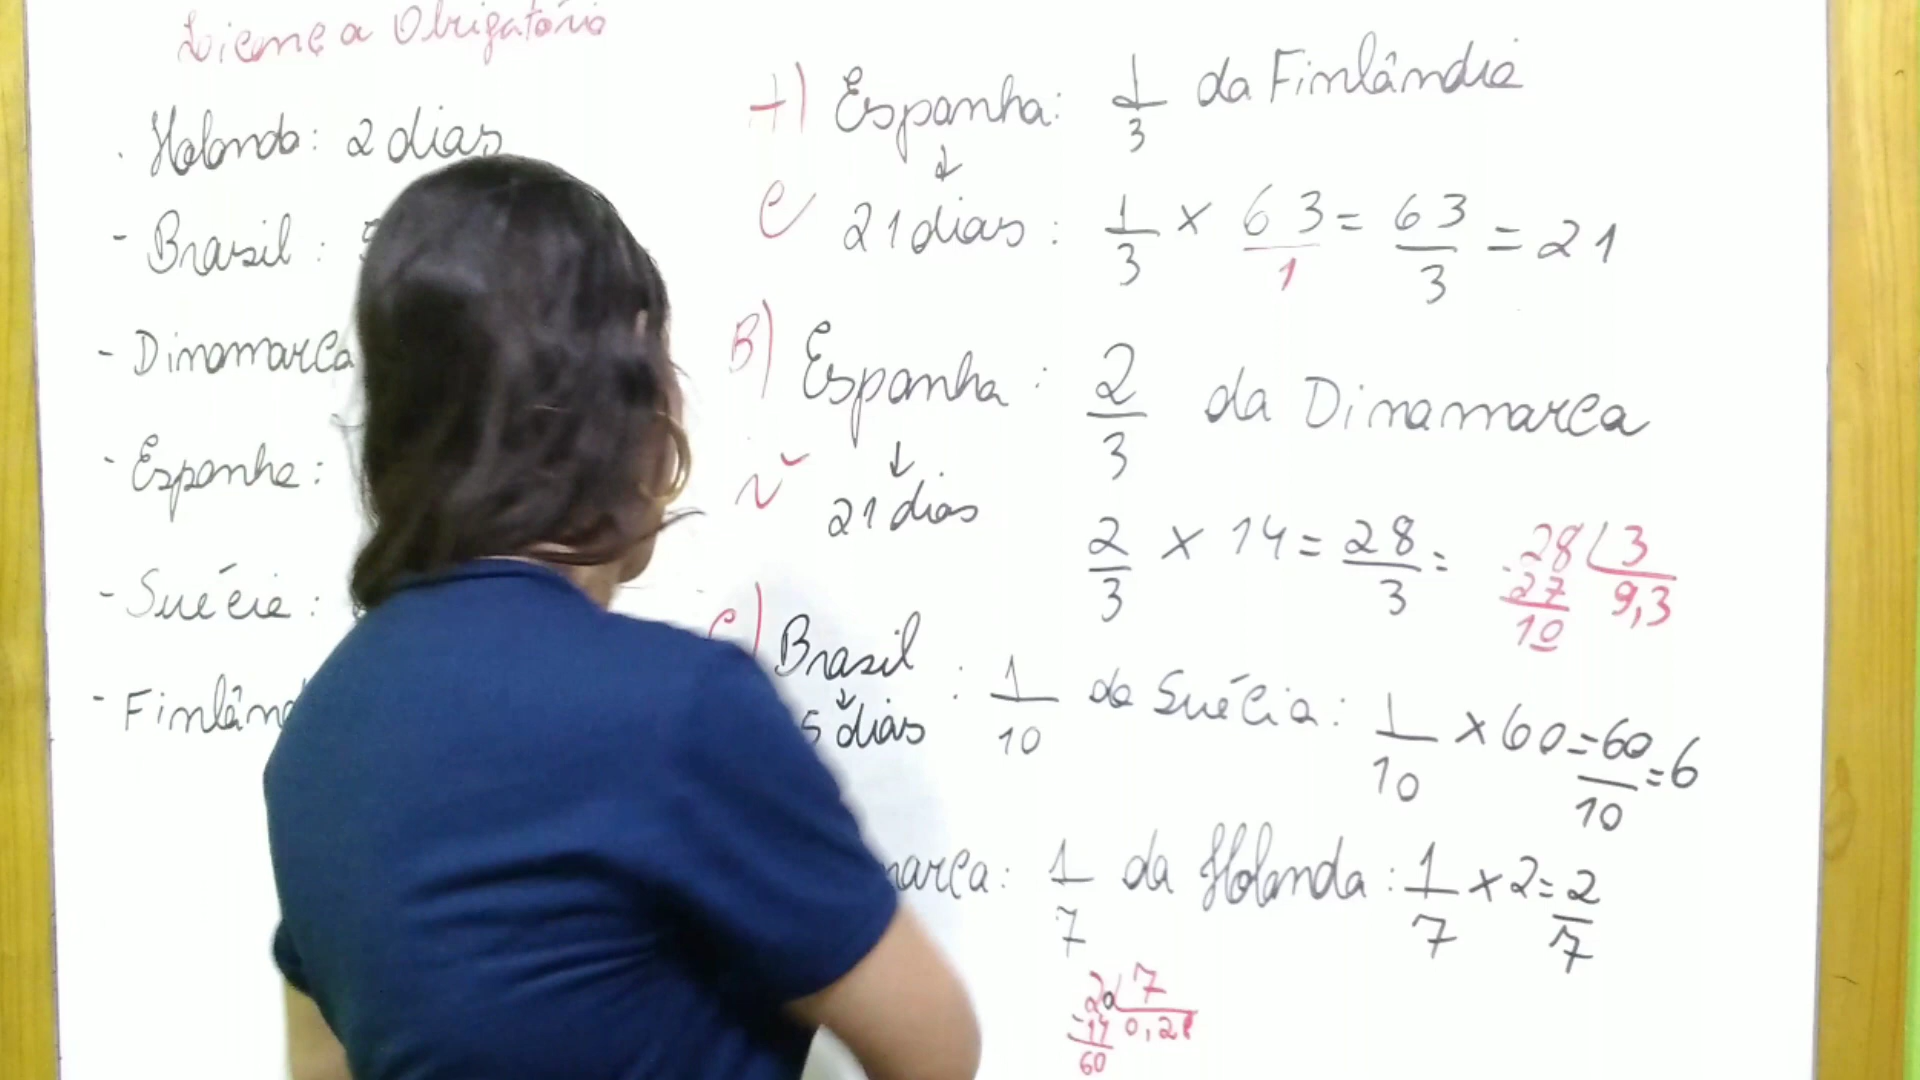 Licença Obrigatório
· Holanda: 2 dias
- Brasil: 5
- Dinamarca
- Espanha:
- Suécia:
- Finlând
A) Espanha: 1/3 da Finlândia
↓
C 21 dias: 1/3 x 63/1 = 63/3 = 21
B) Espanha: 2/3 da Dinamarca
↓
21 dias
2/3 x 14 = 28/3 =
28 3
-27 9,3
10
C) Brasil : 1/10 da Suécia: 1/10 x 60 = 60/10 = 6
↓
5 dias
marca: 1/7 da Holanda: 1/7 x 2 = 2/7
20 7
-14 0,28
60